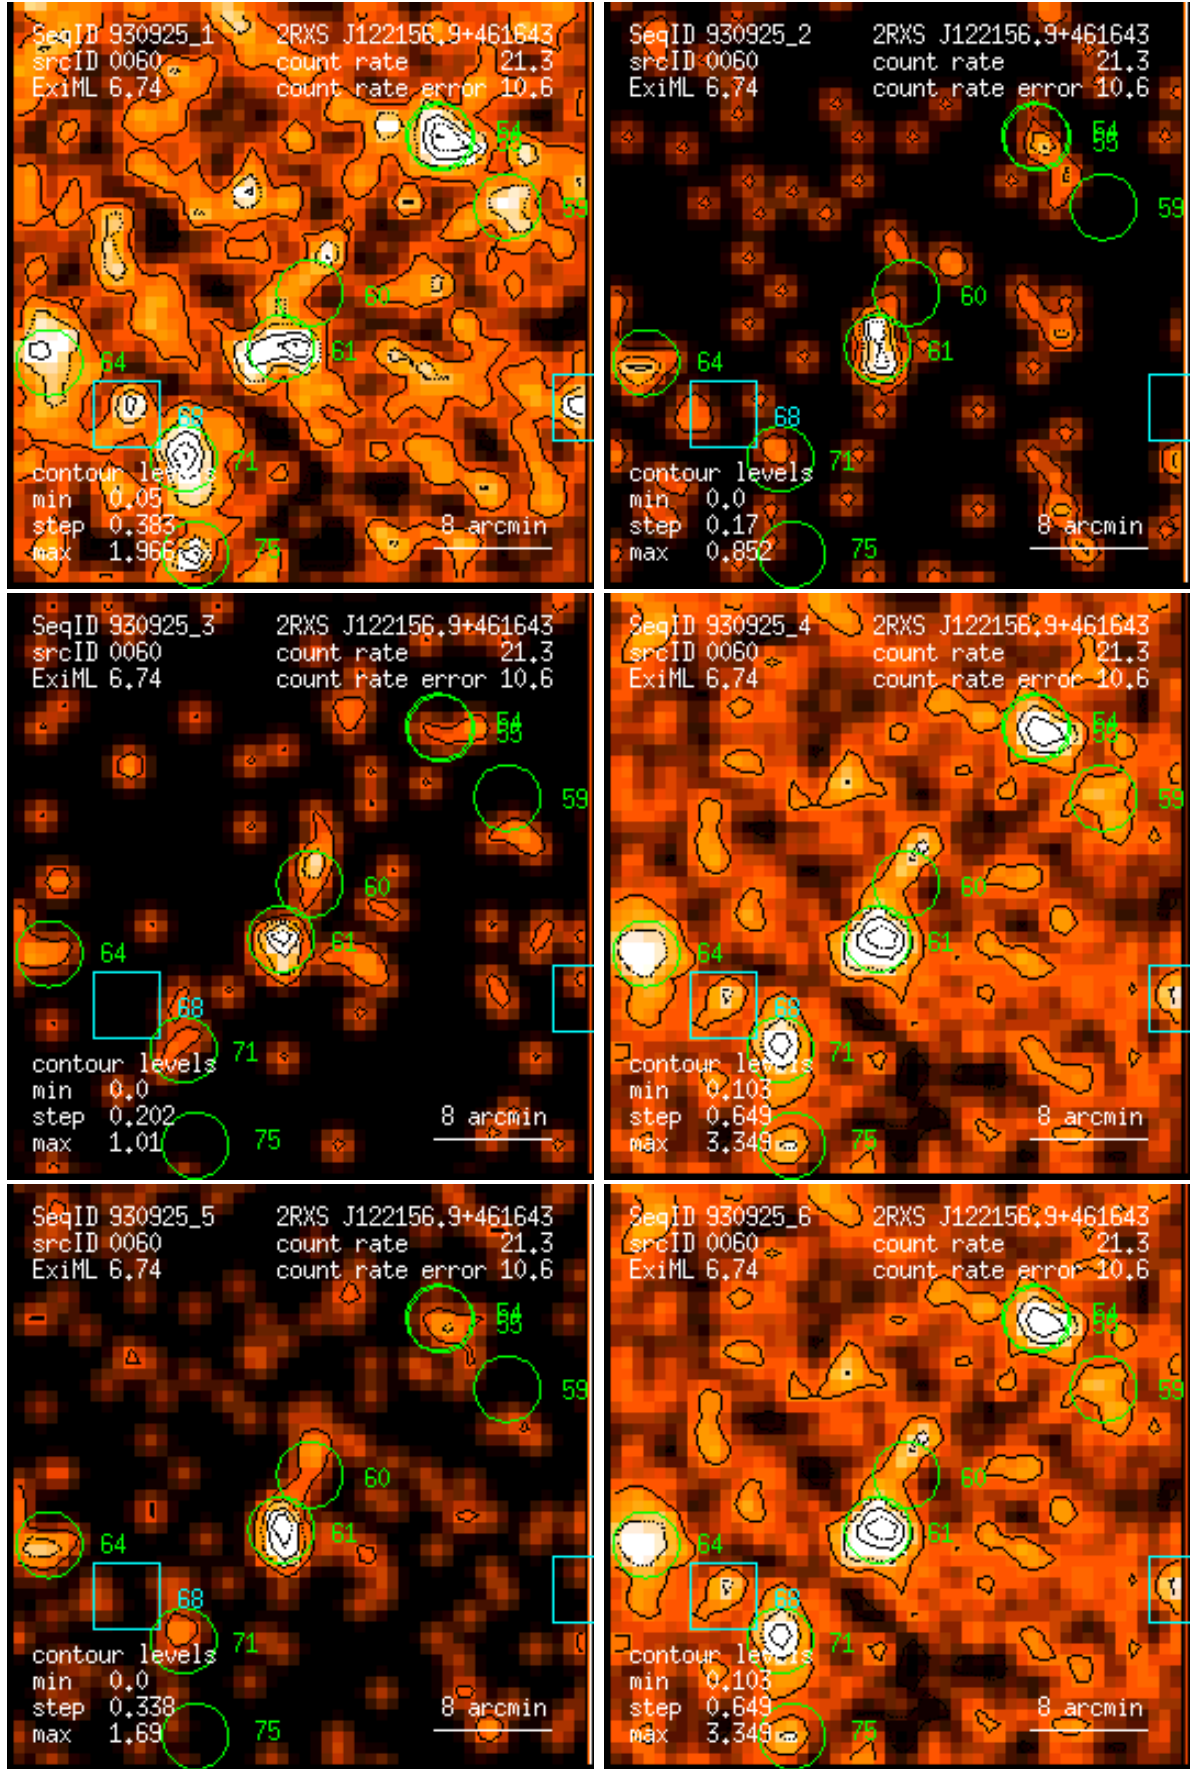 SeqID 930925_1 2RXS J122156.9+461643
srcID 0060 count rate 21.3
ExiML 6.74 count rate error 10.6
59
60
61
64
68
71
contour levels
min 0.05
step 0.383 8 arcmin
max 1.966 75
SeqID 930925_2 2RXS J122156.9+461643
srcID 0060 count rate 21.3
ExiML 6.74 count rate error 10.6
59
60
61
64
68
71
contour levels
min 0.0
step 0.17 8 arcmin
max 0.852 75
SeqID 930925_3 2RXS J122156.9+461643
srcID 0060 count rate 21.3
ExiML 6.74 count rate error 10.6
59
60
61
64
68
71
contour levels
min 0.0
step 0.202 8 arcmin
max 1.01 75
SeqID 930925_4 2RXS J122156.9+461643
srcID 0060 count rate 21.3
ExiML 6.74 count rate error 10.6
59
60
61
64
68
71
contour levels
min 0.103
step 0.649 8 arcmin
max 3.349 75
SeqID 930925_5 2RXS J122156.9+461643
srcID 0060 count rate 21.3
ExiML 6.74 count rate error 10.6
59
60
61
64
68
71
contour levels
min 0.0
step 0.338 8 arcmin
max 1.69 75
SeqID 930925_6 2RXS J122156.9+461643
srcID 0060 count rate 21.3
ExiML 6.74 count rate error 10.6
59
60
61
64
68
71
contour levels
min 0.103
step 0.649 8 arcmin
max 3.349 75